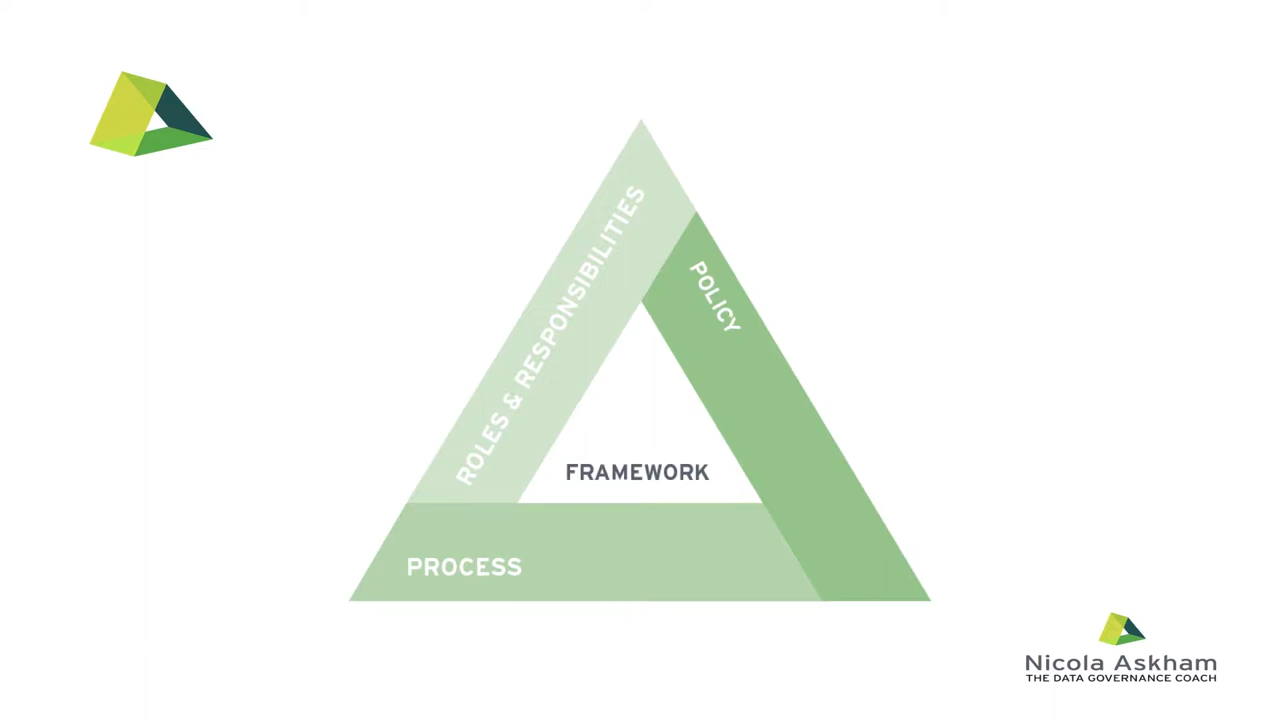 ROLES & RESPONSIBILITIES
POLICY
FRAMEWORK
PROCESS
Nicola Askham
THE DATA GOVERNANCE COACH